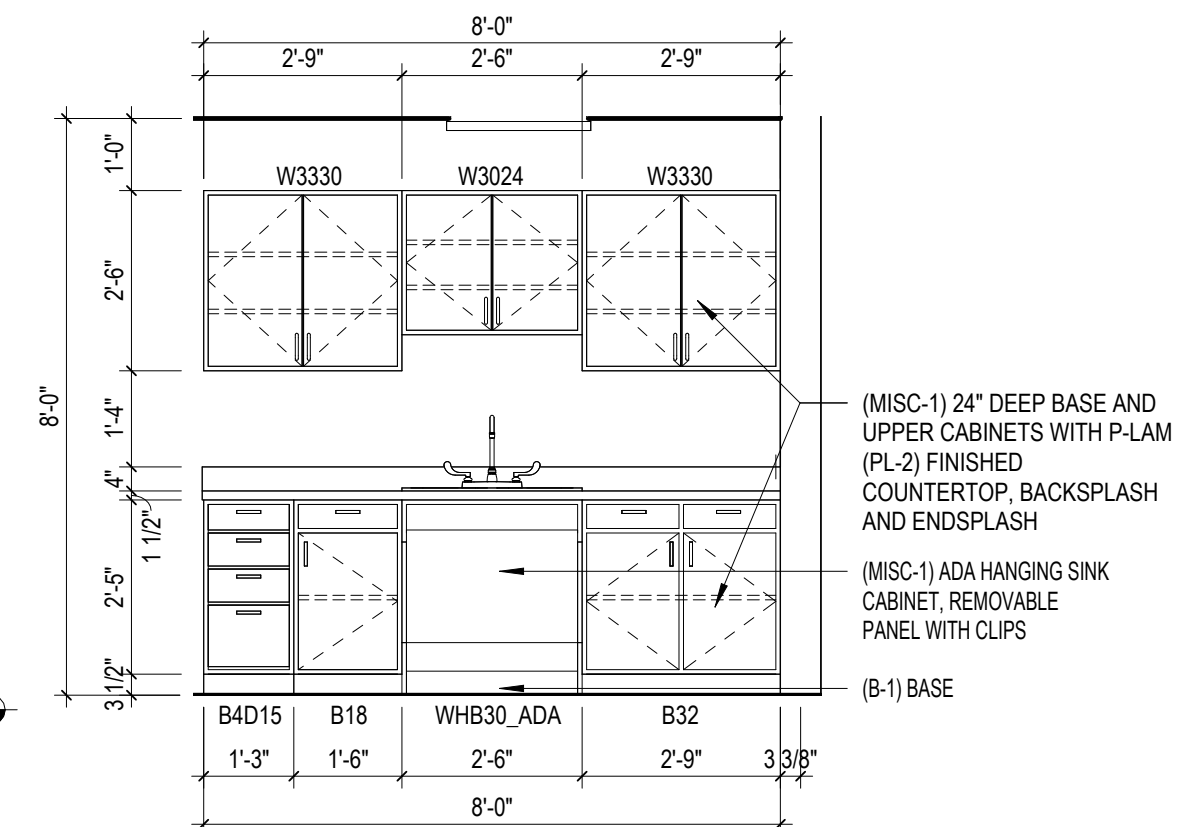 8'-0"
2'-9" 2'-6" 2'-9"
1'-0"
W3330 W3024 W3330
2'-6"
8'-0"
1'-4"
(MISC-1) 24" DEEP BASE AND
UPPER CABINETS WITH P-LAM
(PL-2) FINISHED
COUNTERTOP, BACKSPLASH
AND ENDSPLASH
4"
1 1/2"
2'-5"
(MISC-1) ADA HANGING SINK
CABINET, REMOVABLE
PANEL WITH CLIPS
3 1/2"
(B-1) BASE
B4D15 B18 WHB30_ADA B32
1'-3" 1'-6" 2'-6" 2'-9" 3 3/8"
8'-0"